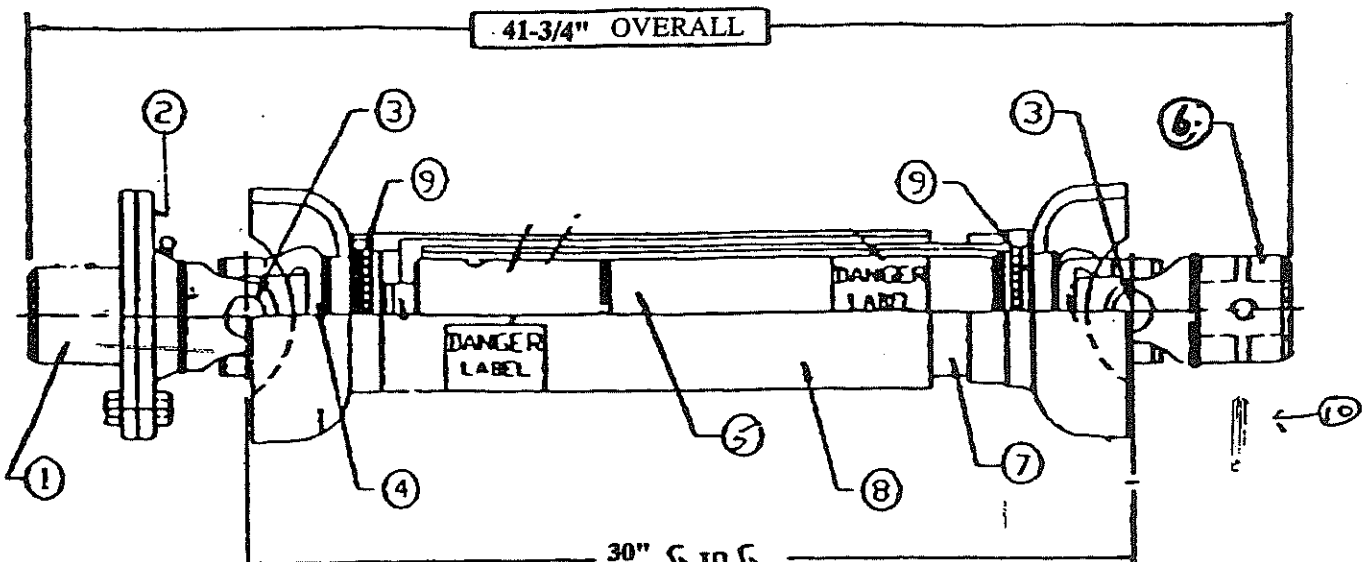 41-3/4" OVERALL
2 3 3 6
9 9
DANGER
LABEL
DANGER
LABEL
10
5
1 4 8 7
30" ℄ TO ℄